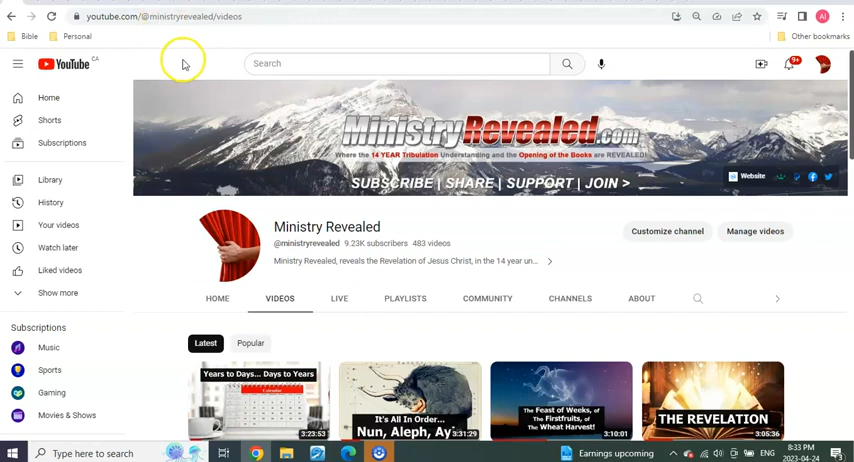 youtube.com/@ministryrevealed/videos
AI
Bible
Personal
Other bookmarks
YouTube CA
Search
9+
Home
Shorts
Subscriptions
Library
History
Your videos
Watch later
Liked videos
Show more
Subscriptions
Music
Sports
Gaming
Movies & Shows
MinistryRevealed.com
Where the 14 YEAR Tribulation Understanding and the Opening of the Books are REVEALED!
SUBSCRIBE | SHARE | SUPPORT | JOIN >
Website
Ministry Revealed
@ministryrevealed 9.23K subscribers 483 videos
Ministry Revealed, reveals the Revelation of Jesus Christ, in the 14 year un...
Customize channel
Manage videos
HOME
VIDEOS
LIVE
PLAYLISTS
COMMUNITY
CHANNELS
ABOUT
Latest
Popular
Years to Days... Days to Years
3:23:53
It's All In Order...
Nun, Aleph, Ayi
3:31:29
The Feast of Weeks, of
The Firstfruits, of
The Wheat Harvest!
3:10:01
THE REVELATION
3:05:36
Type here to search
Earnings upcoming
ENG
8:33 PM
2023-04-24